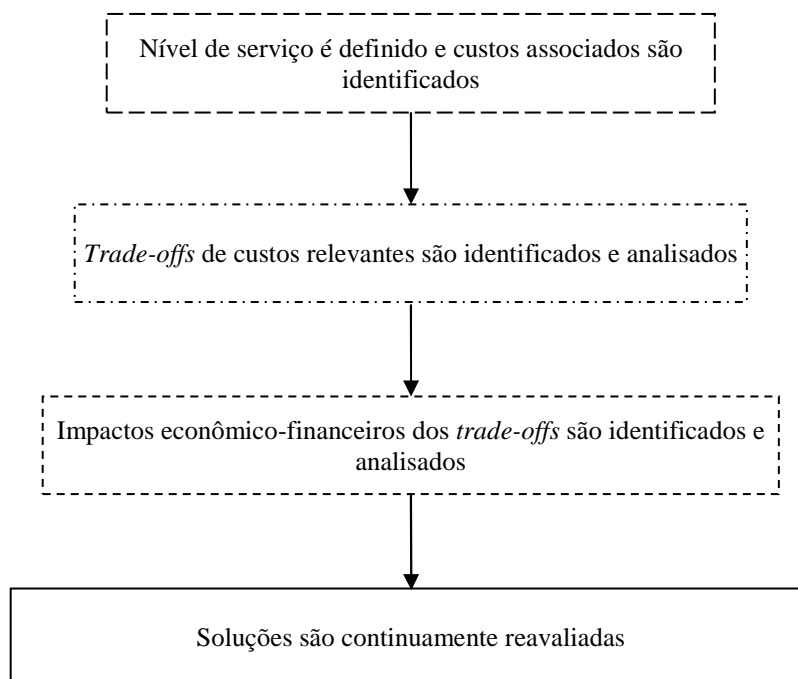 Nível de serviço é definido e custos associados são
identificados
Trade-offs de custos relevantes são identificados e analisados
Impactos econômico-financeiros dos trade-offs são identificados e
analisados
Soluções são continuamente reavaliadas